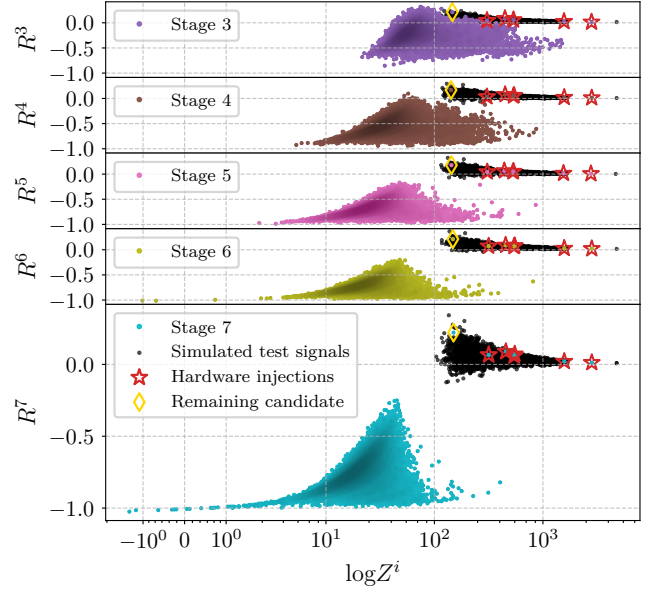 R^3
0.0
−0.5
−1.0
Stage 3
R^4
0.0
−0.5
−1.0
Stage 4
R^5
0.0
−0.5
−1.0
Stage 5
R^6
0.0
−0.5
−1.0
Stage 6
R^7
0.0
−0.5
−1.0
Stage 7
Simulated test signals
Hardware injections
Remaining candidate
−10^0 0 10^0 10^1 10^2 10^3
logZ^i